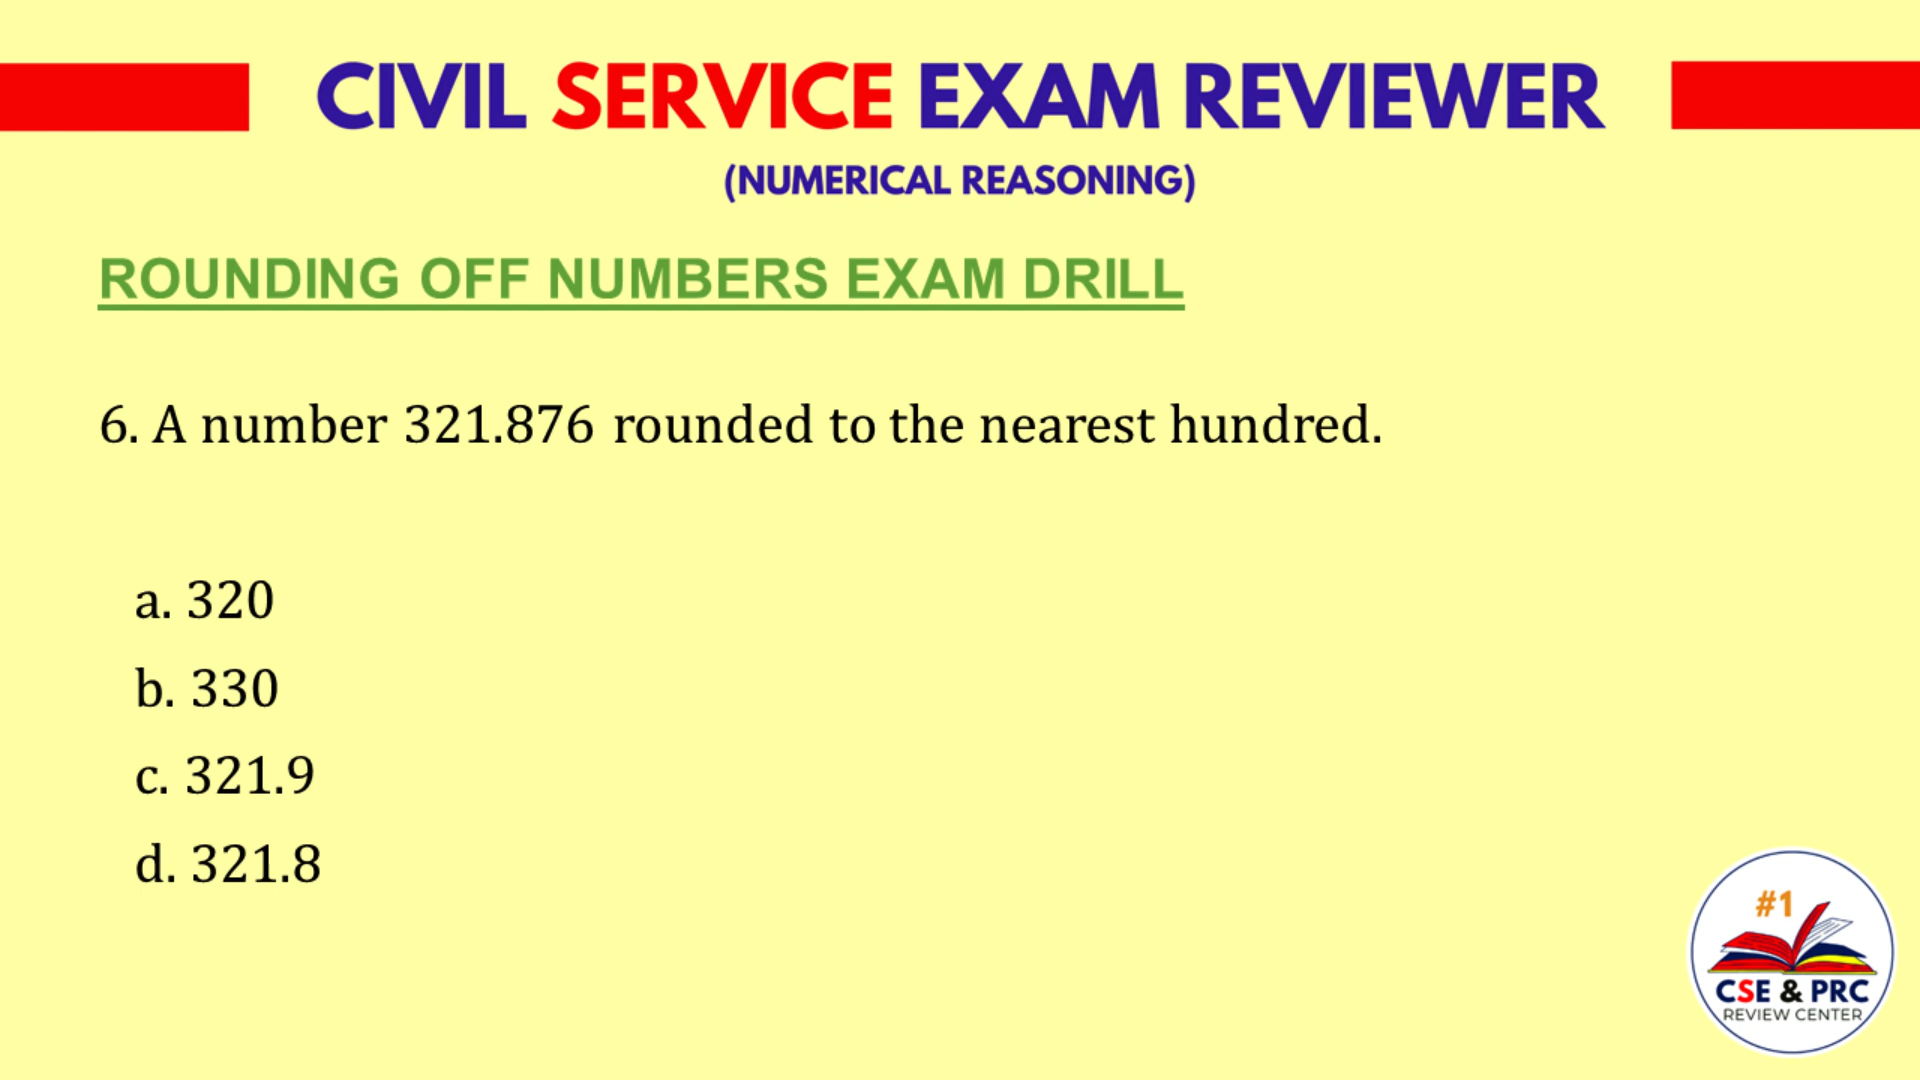 CIVIL SERVICE EXAM REVIEWER
(NUMERICAL REASONING)
ROUNDING OFF NUMBERS EXAM DRILL
6. A number 321.876 rounded to the nearest hundred.
a. 320
b. 330
c. 321.9
d. 321.8
#1
CSE & PRC
REVIEW CENTER